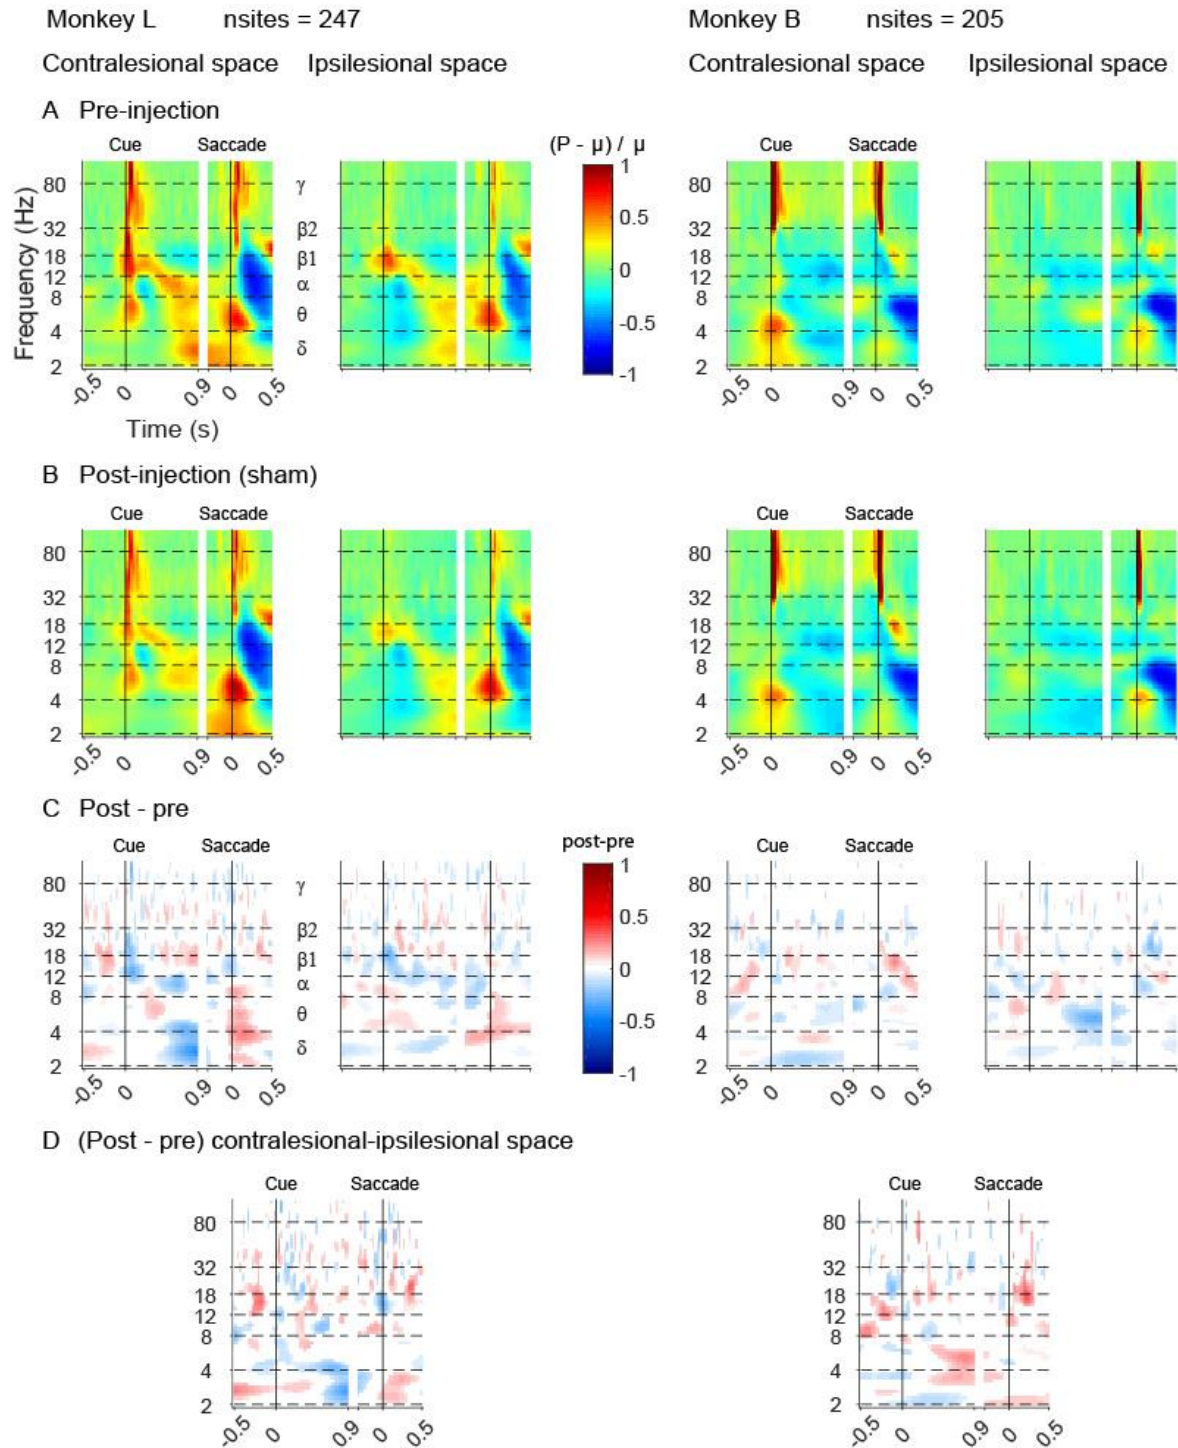 Monkey L nsites = 247 Monkey B nsites = 205
Contralesional space Ipsilesional space Contralesional space Ipsilesional space
A Pre-injection
Cue Saccade (P - μ) / μ Cue Saccade
Frequency (Hz)
80 γ 1 80
32 β2 0.5 32
18 β1 18
12 α 0 12
8 8
4 θ -0.5 4
2 δ -1 2
-0.5 0 0.9 0 0.5 -0.5 0 0.9 0 0.5
Time (s)
B Post-injection (sham)
Cue Saccade Cue Saccade
80 80
32 32
18 18
12 12
8 8
4 4
2 2
-0.5 0 0.9 0 0.5 -0.5 0 0.9 0 0.5
C Post - pre
Cue Saccade post-pre Cue Saccade
80 γ 1 80
32 β2 0.5 32
18 β1 18
12 α 0 12
8 8
4 θ -0.5 4
2 δ -1 2
-0.5 0 0.9 0 0.5 -0.5 0 0.9 0 0.5
D (Post - pre) contralesional-ipsilesional space
Cue Saccade Cue Saccade
80 80
32 32
18 18
12 12
8 8
4 4
2 2
-0.5 0 0.9 0 0.5 -0.5 0 0.9 0 0.5